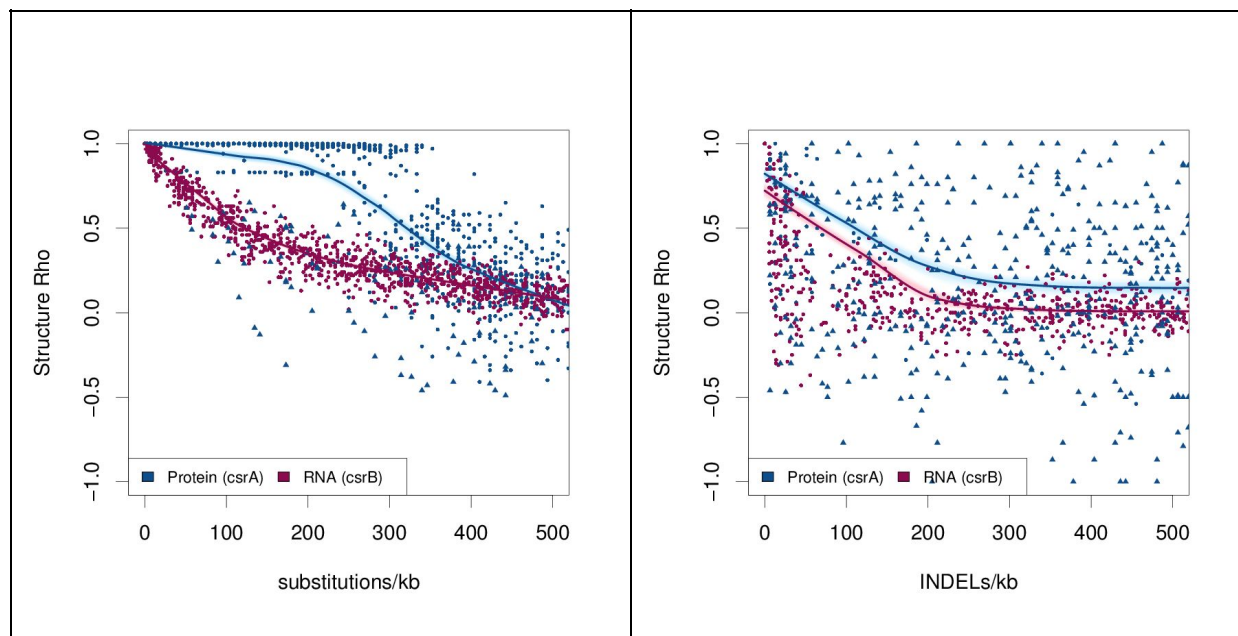 Structure Rho
1.0
0.5
0.0
−0.5
−1.0
Protein (csrA) RNA (csrB)
0 100 200 300 400 500
substitutions/kb
Structure Rho
1.0
0.5
0.0
−0.5
−1.0
Protein (csrA) RNA (csrB)
0 100 200 300 400 500
INDELs/kb